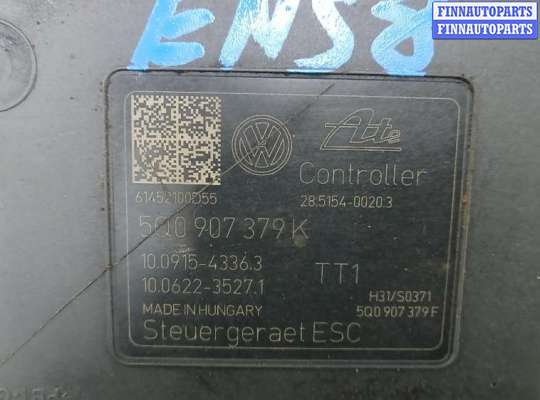 FINNAUTOPARTS
FINNAUTOPARTS
EN58
Ate
Controller
61452100D55
28.5154-0020.3
5Q0 907 379 K
10.0915-4336.3
TT1
10.0622-3527.1
H31/S0371
MADE IN HUNGARY
5Q0 907 379 F
Steuergeraet ESC